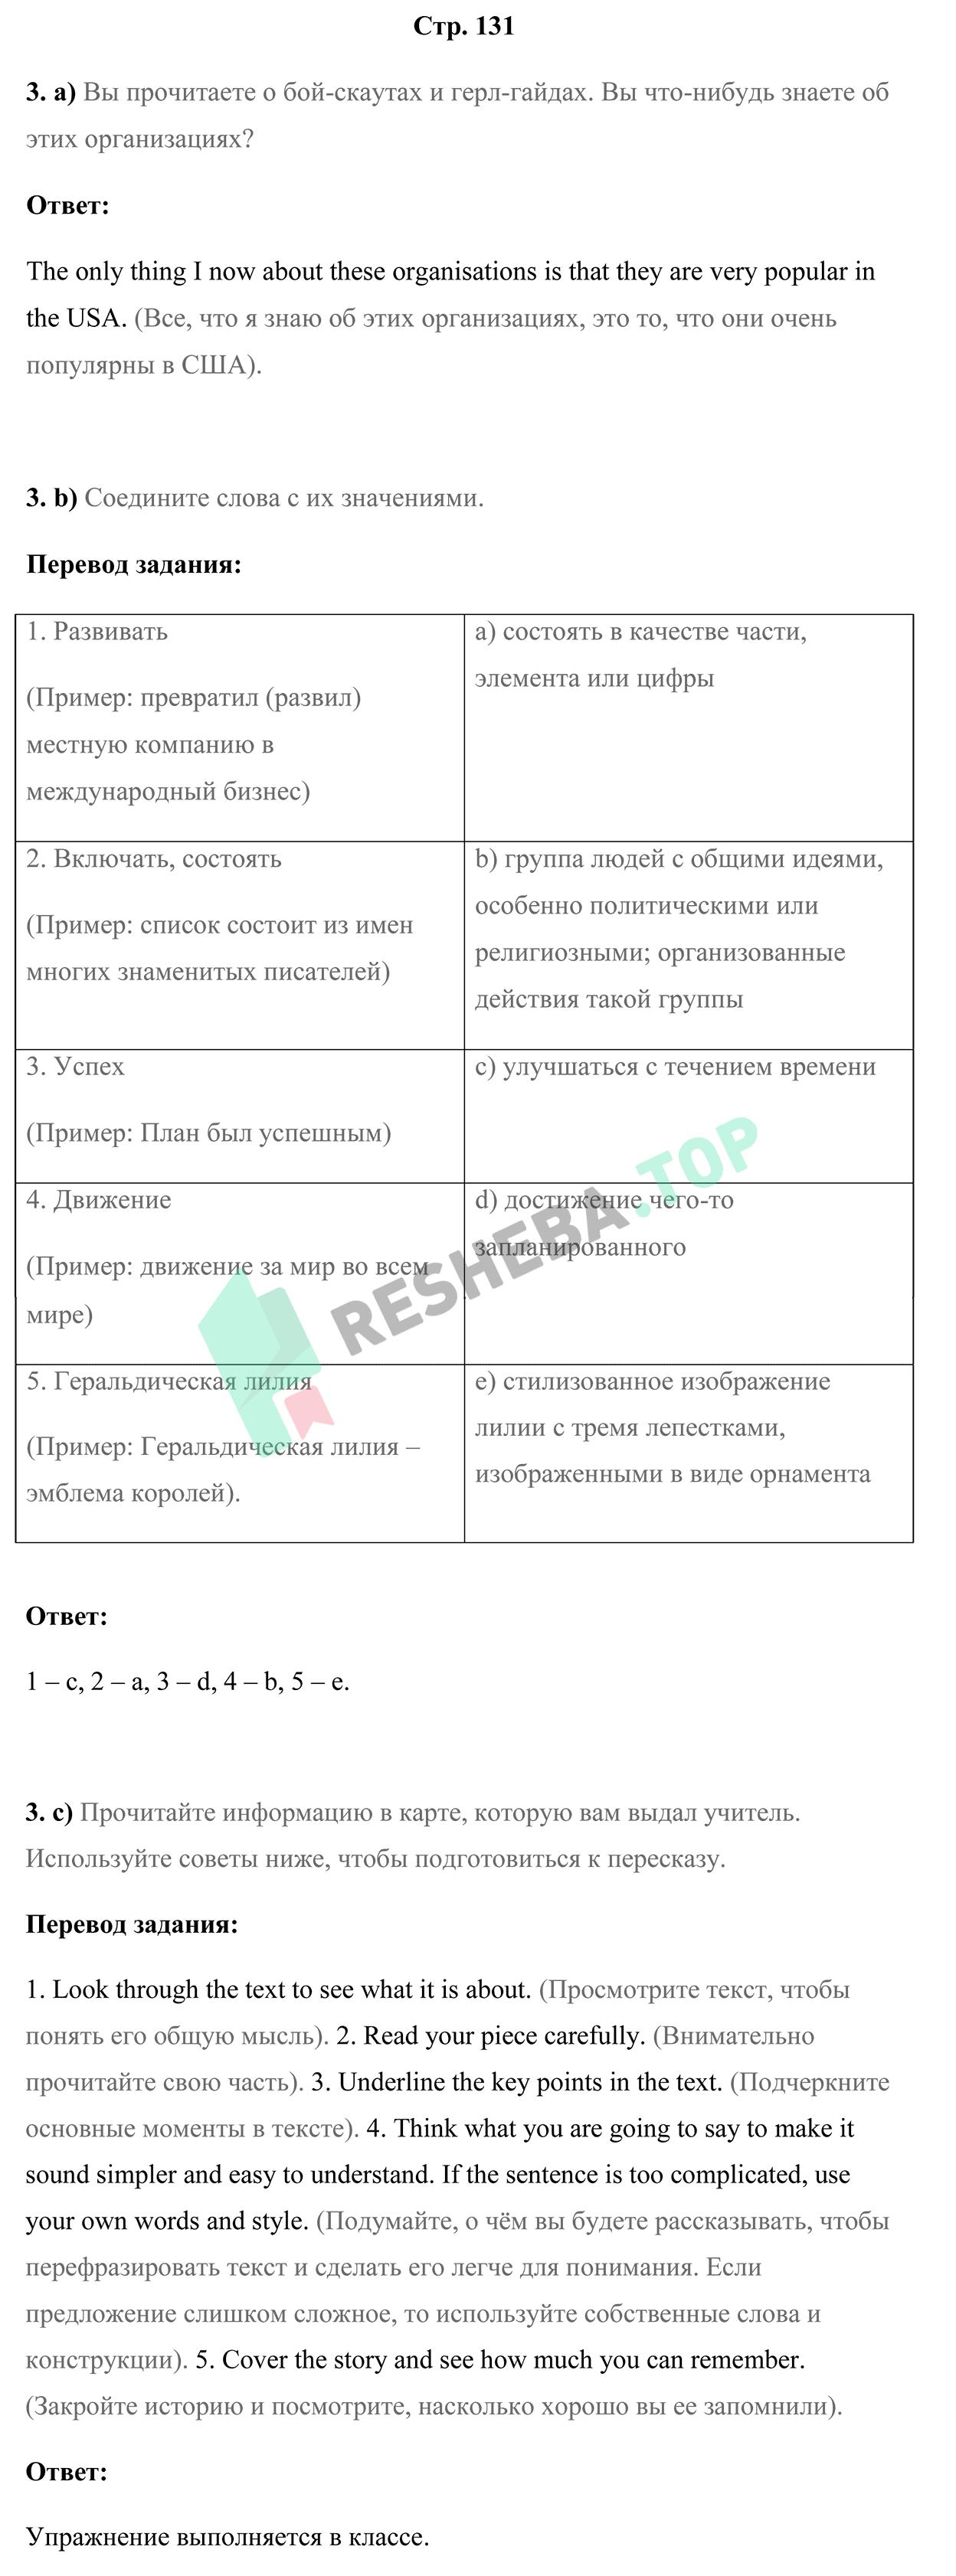 Стр. 131
3. a) Вы прочитаете о бой-скаутах и герл-гайдах. Вы что-нибудь знаете об
этих организациях?
Ответ:
The only thing I now about these organisations is that they are very popular in
the USA. (Все, что я знаю об этих организациях, это то, что они очень
популярны в США).
3. b) Соедините слова с их значениями.
Перевод задания:
1. Развивать
(Пример: превратил (развил)
местную компанию в
международный бизнес)
a) состоять в качестве части,
элемента или цифры
2. Включать, состоять
(Пример: список состоит из имен
многих знаменитых писателей)
b) группа людей с общими идеями,
особенно политическими или
религиозными; организованные
действия такой группы
3. Успех
(Пример: План был успешным)
c) улучшаться с течением времени
4. Движение
(Пример: движение за мир во всем
мире)
d) достижение чего-то
запланированного
5. Геральдическая лилия
(Пример: Геральдическая лилия –
эмблема королей).
e) стилизованное изображение
лилии с тремя лепестками,
изображенными в виде орнамента
RESHEBA.TOP
Ответ:
1 – c, 2 – a, 3 – d, 4 – b, 5 – e.
3. c) Прочитайте информацию в карте, которую вам выдал учитель.
Используйте советы ниже, чтобы подготовиться к пересказу.
Перевод задания:
1. Look through the text to see what it is about. (Просмотрите текст, чтобы
понять его общую мысль). 2. Read your piece carefully. (Внимательно
прочитайте свою часть). 3. Underline the key points in the text. (Подчеркните
основные моменты в тексте). 4. Think what you are going to say to make it
sound simpler and easy to understand. If the sentence is too complicated, use
your own words and style. (Подумайте, о чём вы будете рассказывать, чтобы
перефразировать текст и сделать его легче для понимания. Если
предложение слишком сложное, то используйте собственные слова и
конструкции). 5. Cover the story and see how much you can remember.
(Закройте историю и посмотрите, насколько хорошо вы ее запомнили).
Ответ:
Упражнение выполняется в классе.